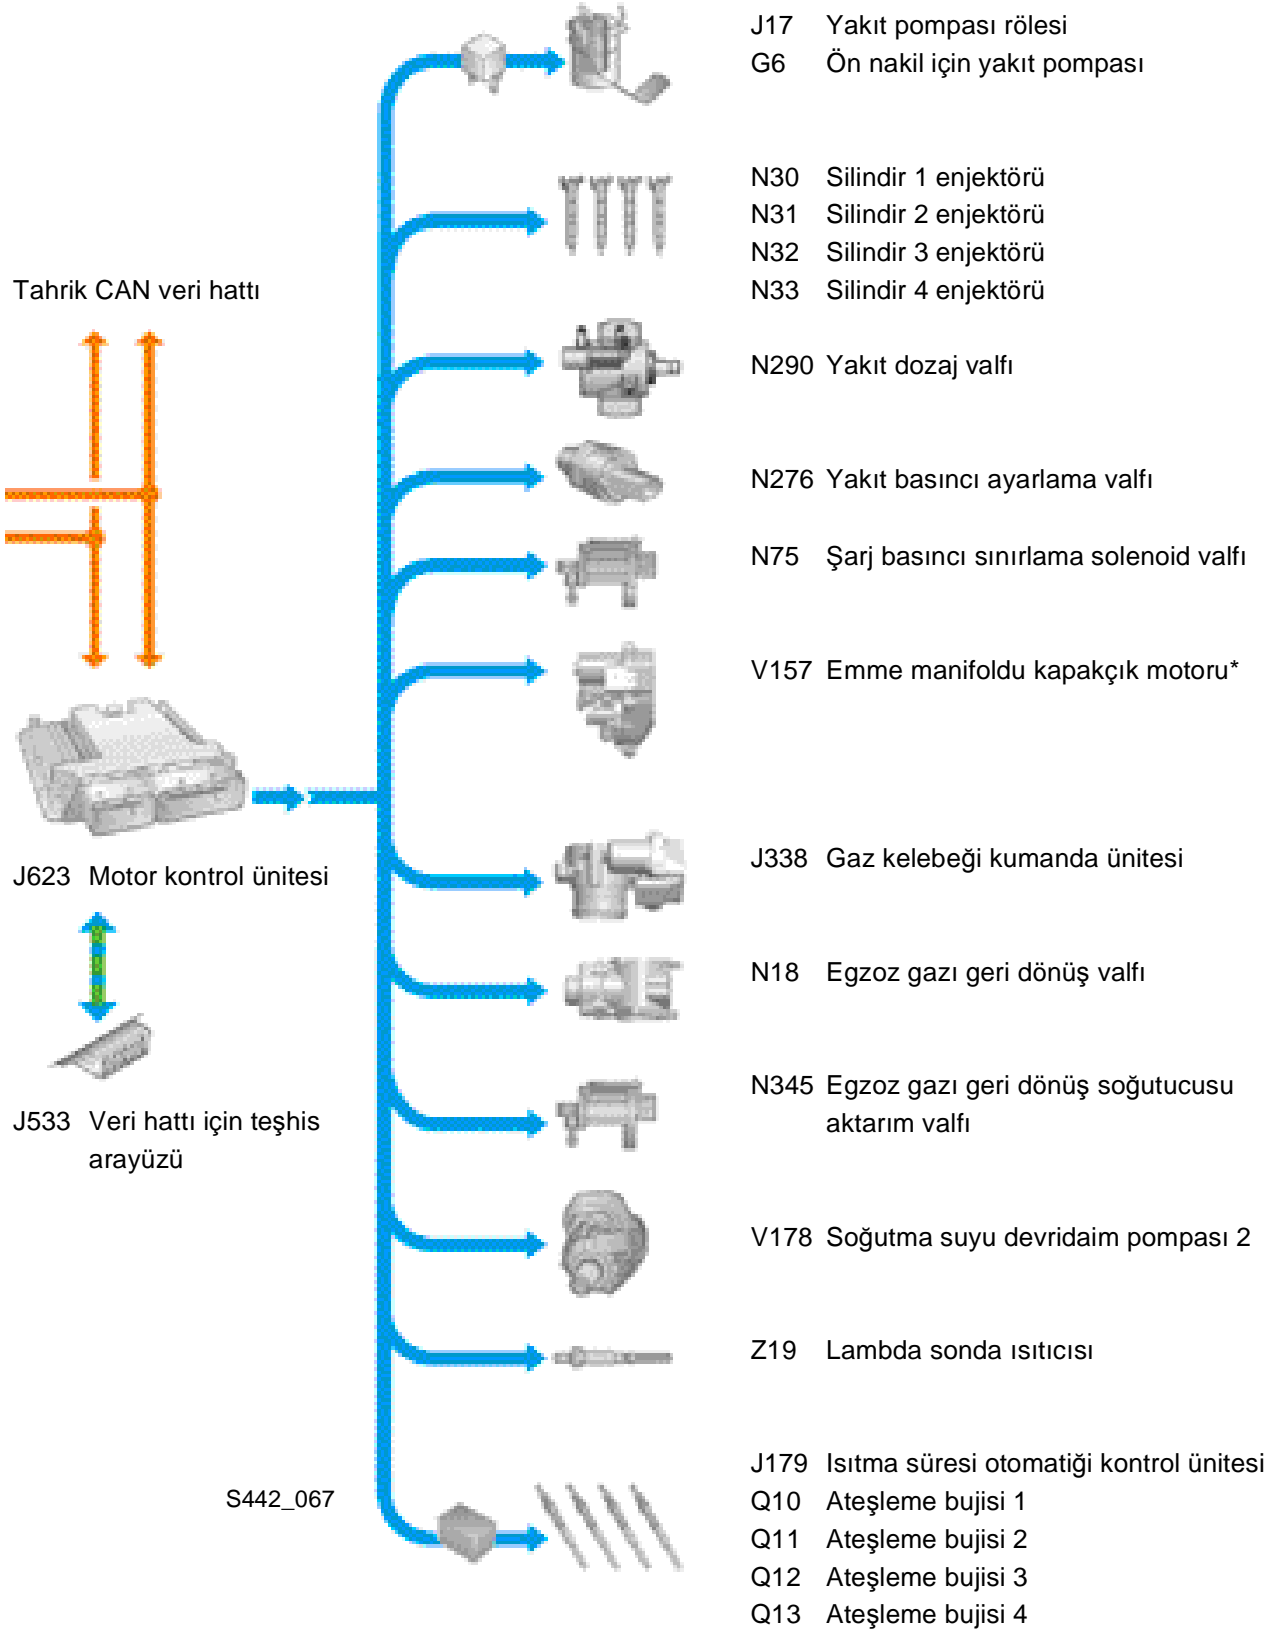 J17 Yakıt pompası rölesi
G6 Ön nakil için yakıt pompası
N30 Silindir 1 enjektörü
N31 Silindir 2 enjektörü
N32 Silindir 3 enjektörü
N33 Silindir 4 enjektörü
Tahrik CAN veri hattı
N290 Yakıt dozaj valfı
N276 Yakıt basıncı ayarlama valfı
N75 Şarj basıncı sınırlama solenoid valfı
V157 Emme manifoldu kapakçık motoru*
J338 Gaz kelebeği kumanda ünitesi
J623 Motor kontrol ünitesi
N18 Egzoz gazı geri dönüş valfı
N345 Egzoz gazı geri dönüş soğutucusu
aktarım valfı
J533 Veri hattı için teşhis
arayüzü
V178 Soğutma suyu devridaim pompası 2
Z19 Lambda sonda ısıtıcısı
J179 Isıtma süresi otomatiği kontrol ünitesi
S442_067
Q10 Ateşleme bujisi 1
Q11 Ateşleme bujisi 2
Q12 Ateşleme bujisi 3
Q13 Ateşleme bujisi 4